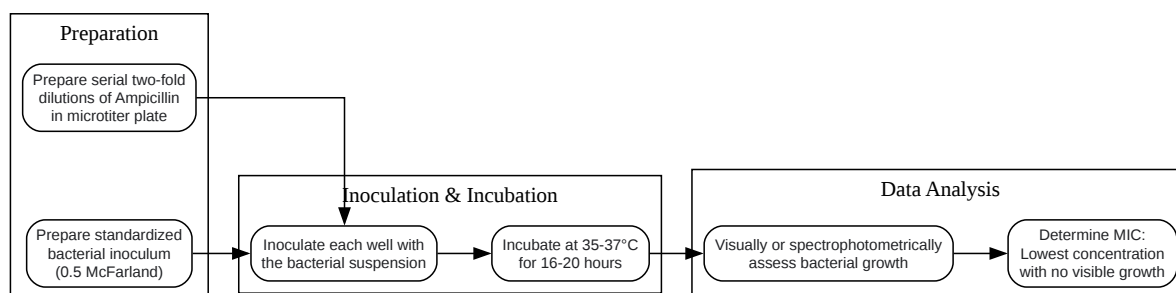 Preparation
Prepare serial two-fold
dilutions of Ampicillin
in microtiter plate
Prepare standardized
bacterial inoculum
(0.5 McFarland)
Inoculation & Incubation
Inoculate each well with
the bacterial suspension
Incubate at 35-37°C
for 16-20 hours
Data Analysis
Visually or spectrophotometrically
assess bacterial growth
Determine MIC:
Lowest concentration
with no visible growth